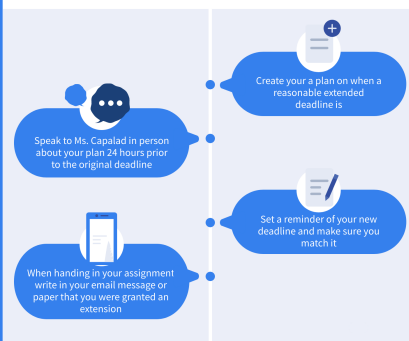 Create your a plan on when a
reasonable extended
deadline is
Speak to Ms. Capalad in person
about your plan 24 hours prior
to the original deadline
Set a reminder of your new
deadline and make sure you
match it
When handing in your assignment
write in your email message or
paper that you were granted an
extension